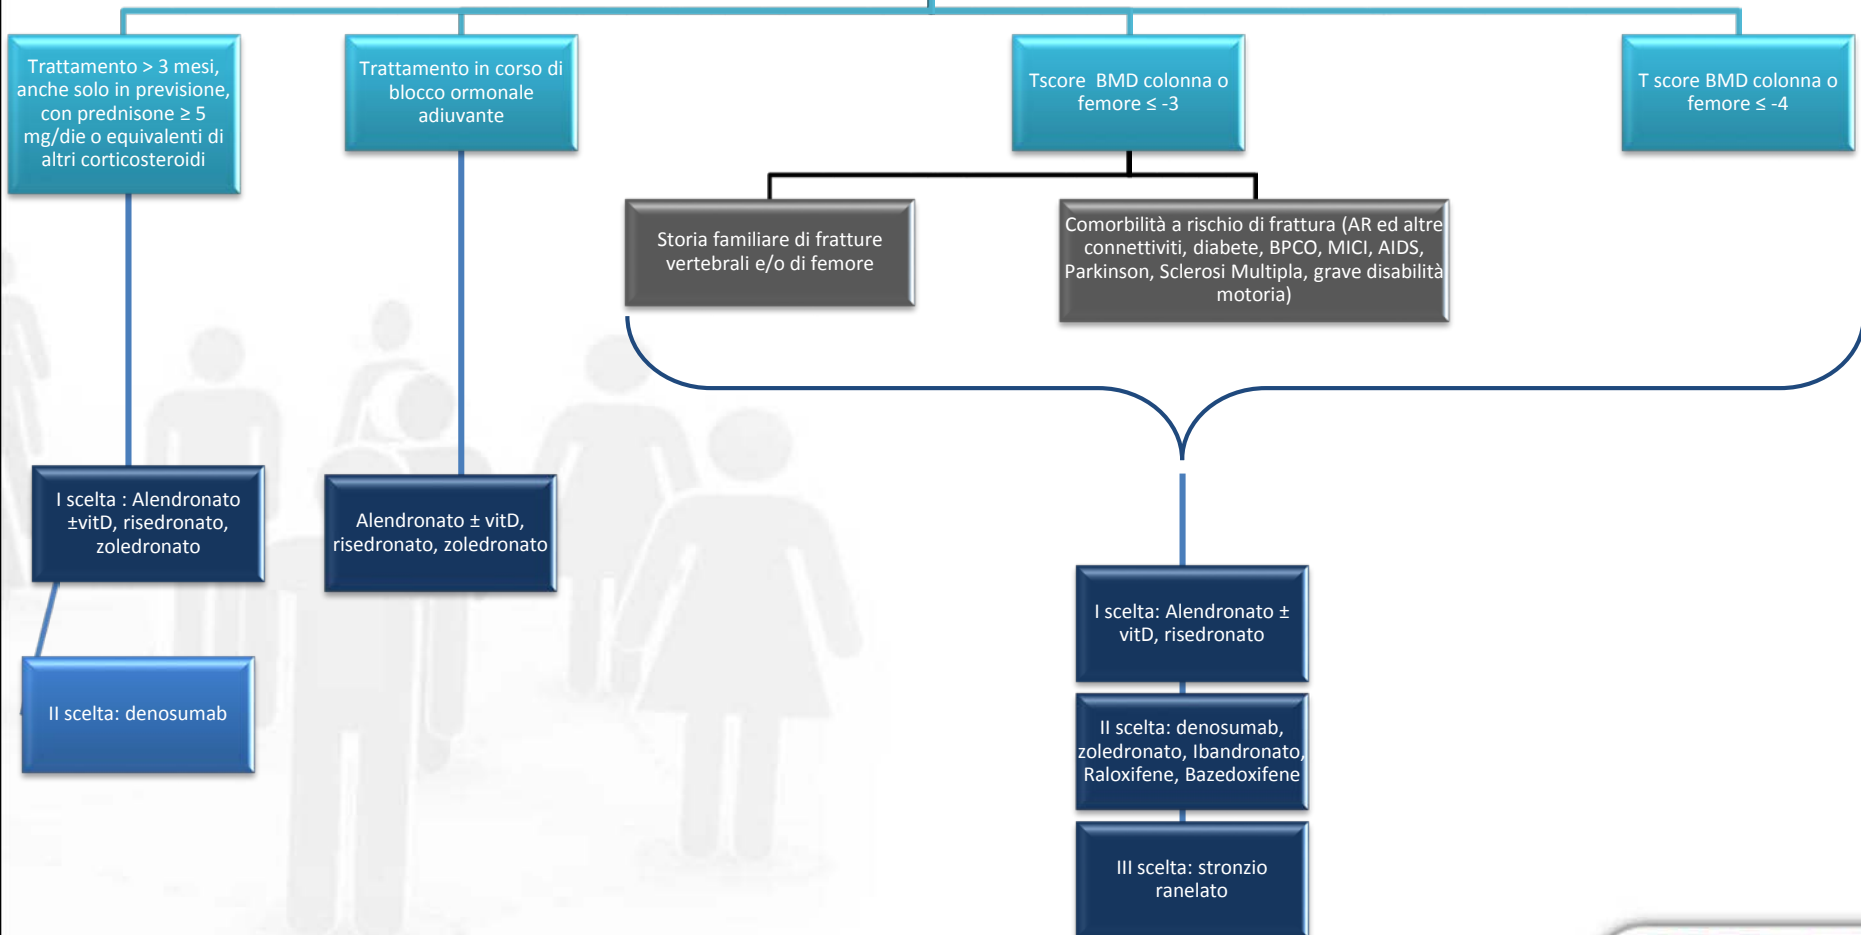 Trattamento > 3 mesi,
anche solo in previsione,
con prednisone ≥ 5
mg/die o equivalenti di
altri corticosteroidi
Trattamento in corso di
blocco ormonale
adiuvante
Tscore  BMD colonna o
femore ≤ -3
T score BMD colonna o
femore ≤ -4
Storia familiare di fratture
vertebrali e/o di femore
Comorbilità a rischio di frattura (AR ed altre
connettiviti, diabete, BPCO, MICI, AIDS,
Parkinson, Sclerosi Multipla, grave disabilità
motoria)
I scelta : Alendronato
±vitD, risedronato,
zoledronato
Alendronato ± vitD,
risedronato, zoledronato
II scelta: denosumab
I scelta: Alendronato ±
vitD, risedronato
II scelta: denosumab,
zoledronato, Ibandronato,
Raloxifene, Bazedoxifene
III scelta: stronzio
ranelato